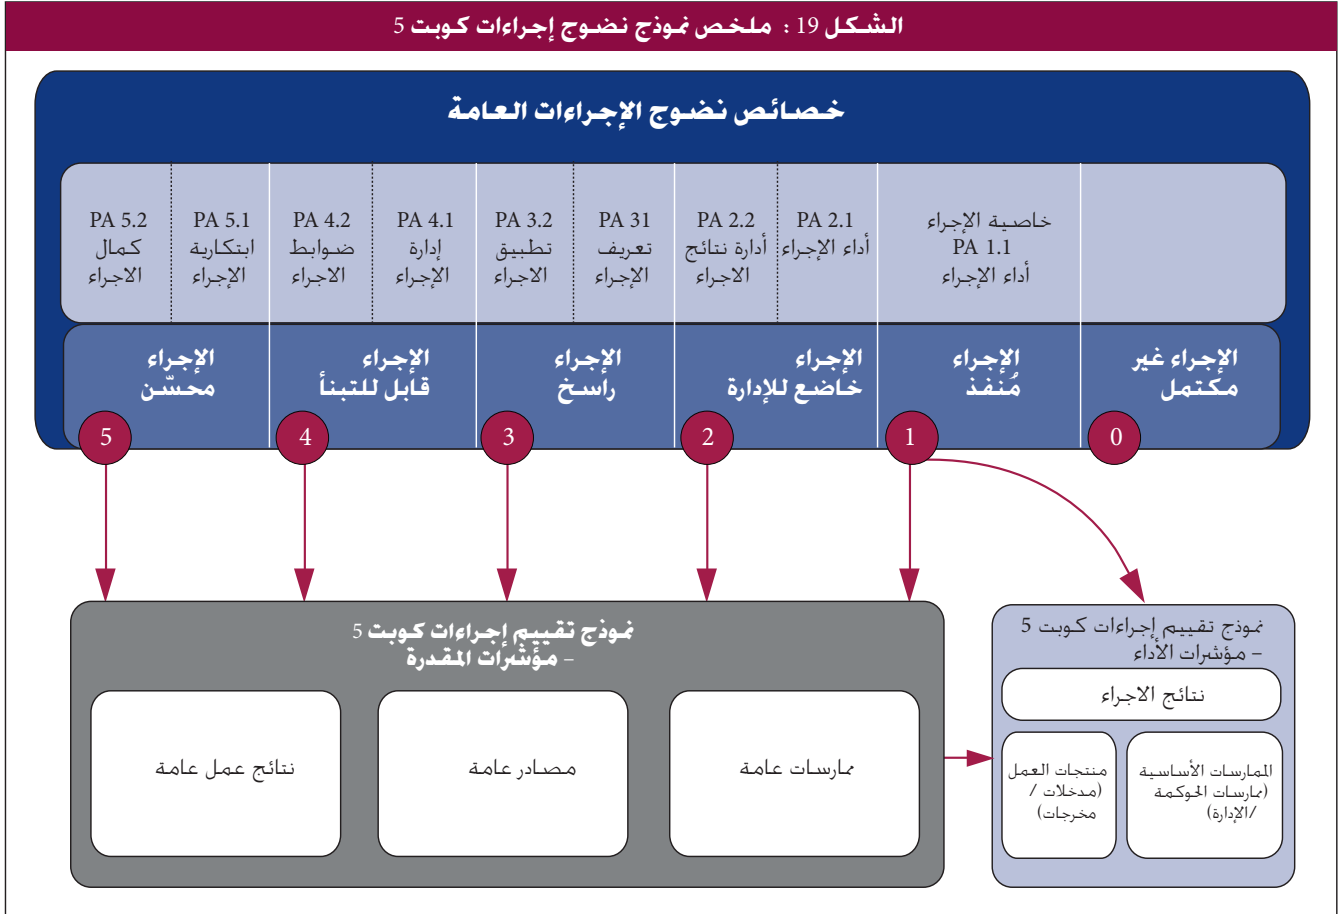 الشكل 19 : ملخص نموذج نضوج إجراءات كوبت 5
خصائص نضوج الإجراءات العامة
خاصية الإجراء
PA 1.1
أداء الإجراء
PA 2.1
أداء الإجراء
PA 2.2
أدارة نتائج
الاجراء
PA 31
تعريف
الإجراء
PA 3.2
تطبيق
الاجراء
PA 4.1
إدارة
الإجراء
PA 4.2
ضوابط
الاجراء
PA 5.1
ابتكارية
الإجراء
PA 5.2
كمال
الاجراء
الإجراء غير
مكتمل
الإجراء
مُنفذ
الإجراء
خاضع للإدارة
الإجراء
راسخ
الإجراء
قابل للتبنأ
الإجراء
محسّن
0
1
2
3
4
5
نموذج تقييم إجراءات كوبت 5
– مؤشرات الأداء
نتائج الاجراء
الممارسات الأساسية
(ممارسات الحوكمة
/الإدارة)
منتجات العمل
(مدخلات /
مخرجات)
نموذج تقييم إجراءات كوبت 5
– مؤشرات المقدرة
ممارسات عامة
مصادر عامة
نتائج عمل عامة